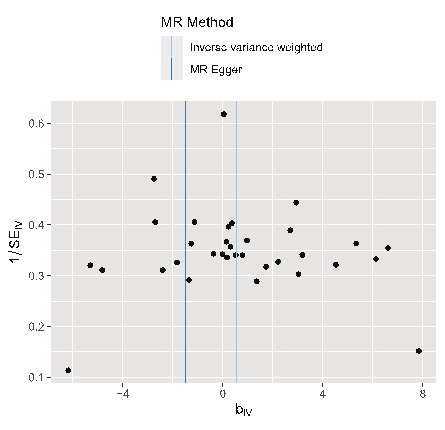 MR Method
Inverse variance weighted
MR Egger
0.6
0.5
0.4
0.3
0.2
0.1
1/SE_IV
−4
0
4
8
b_IV